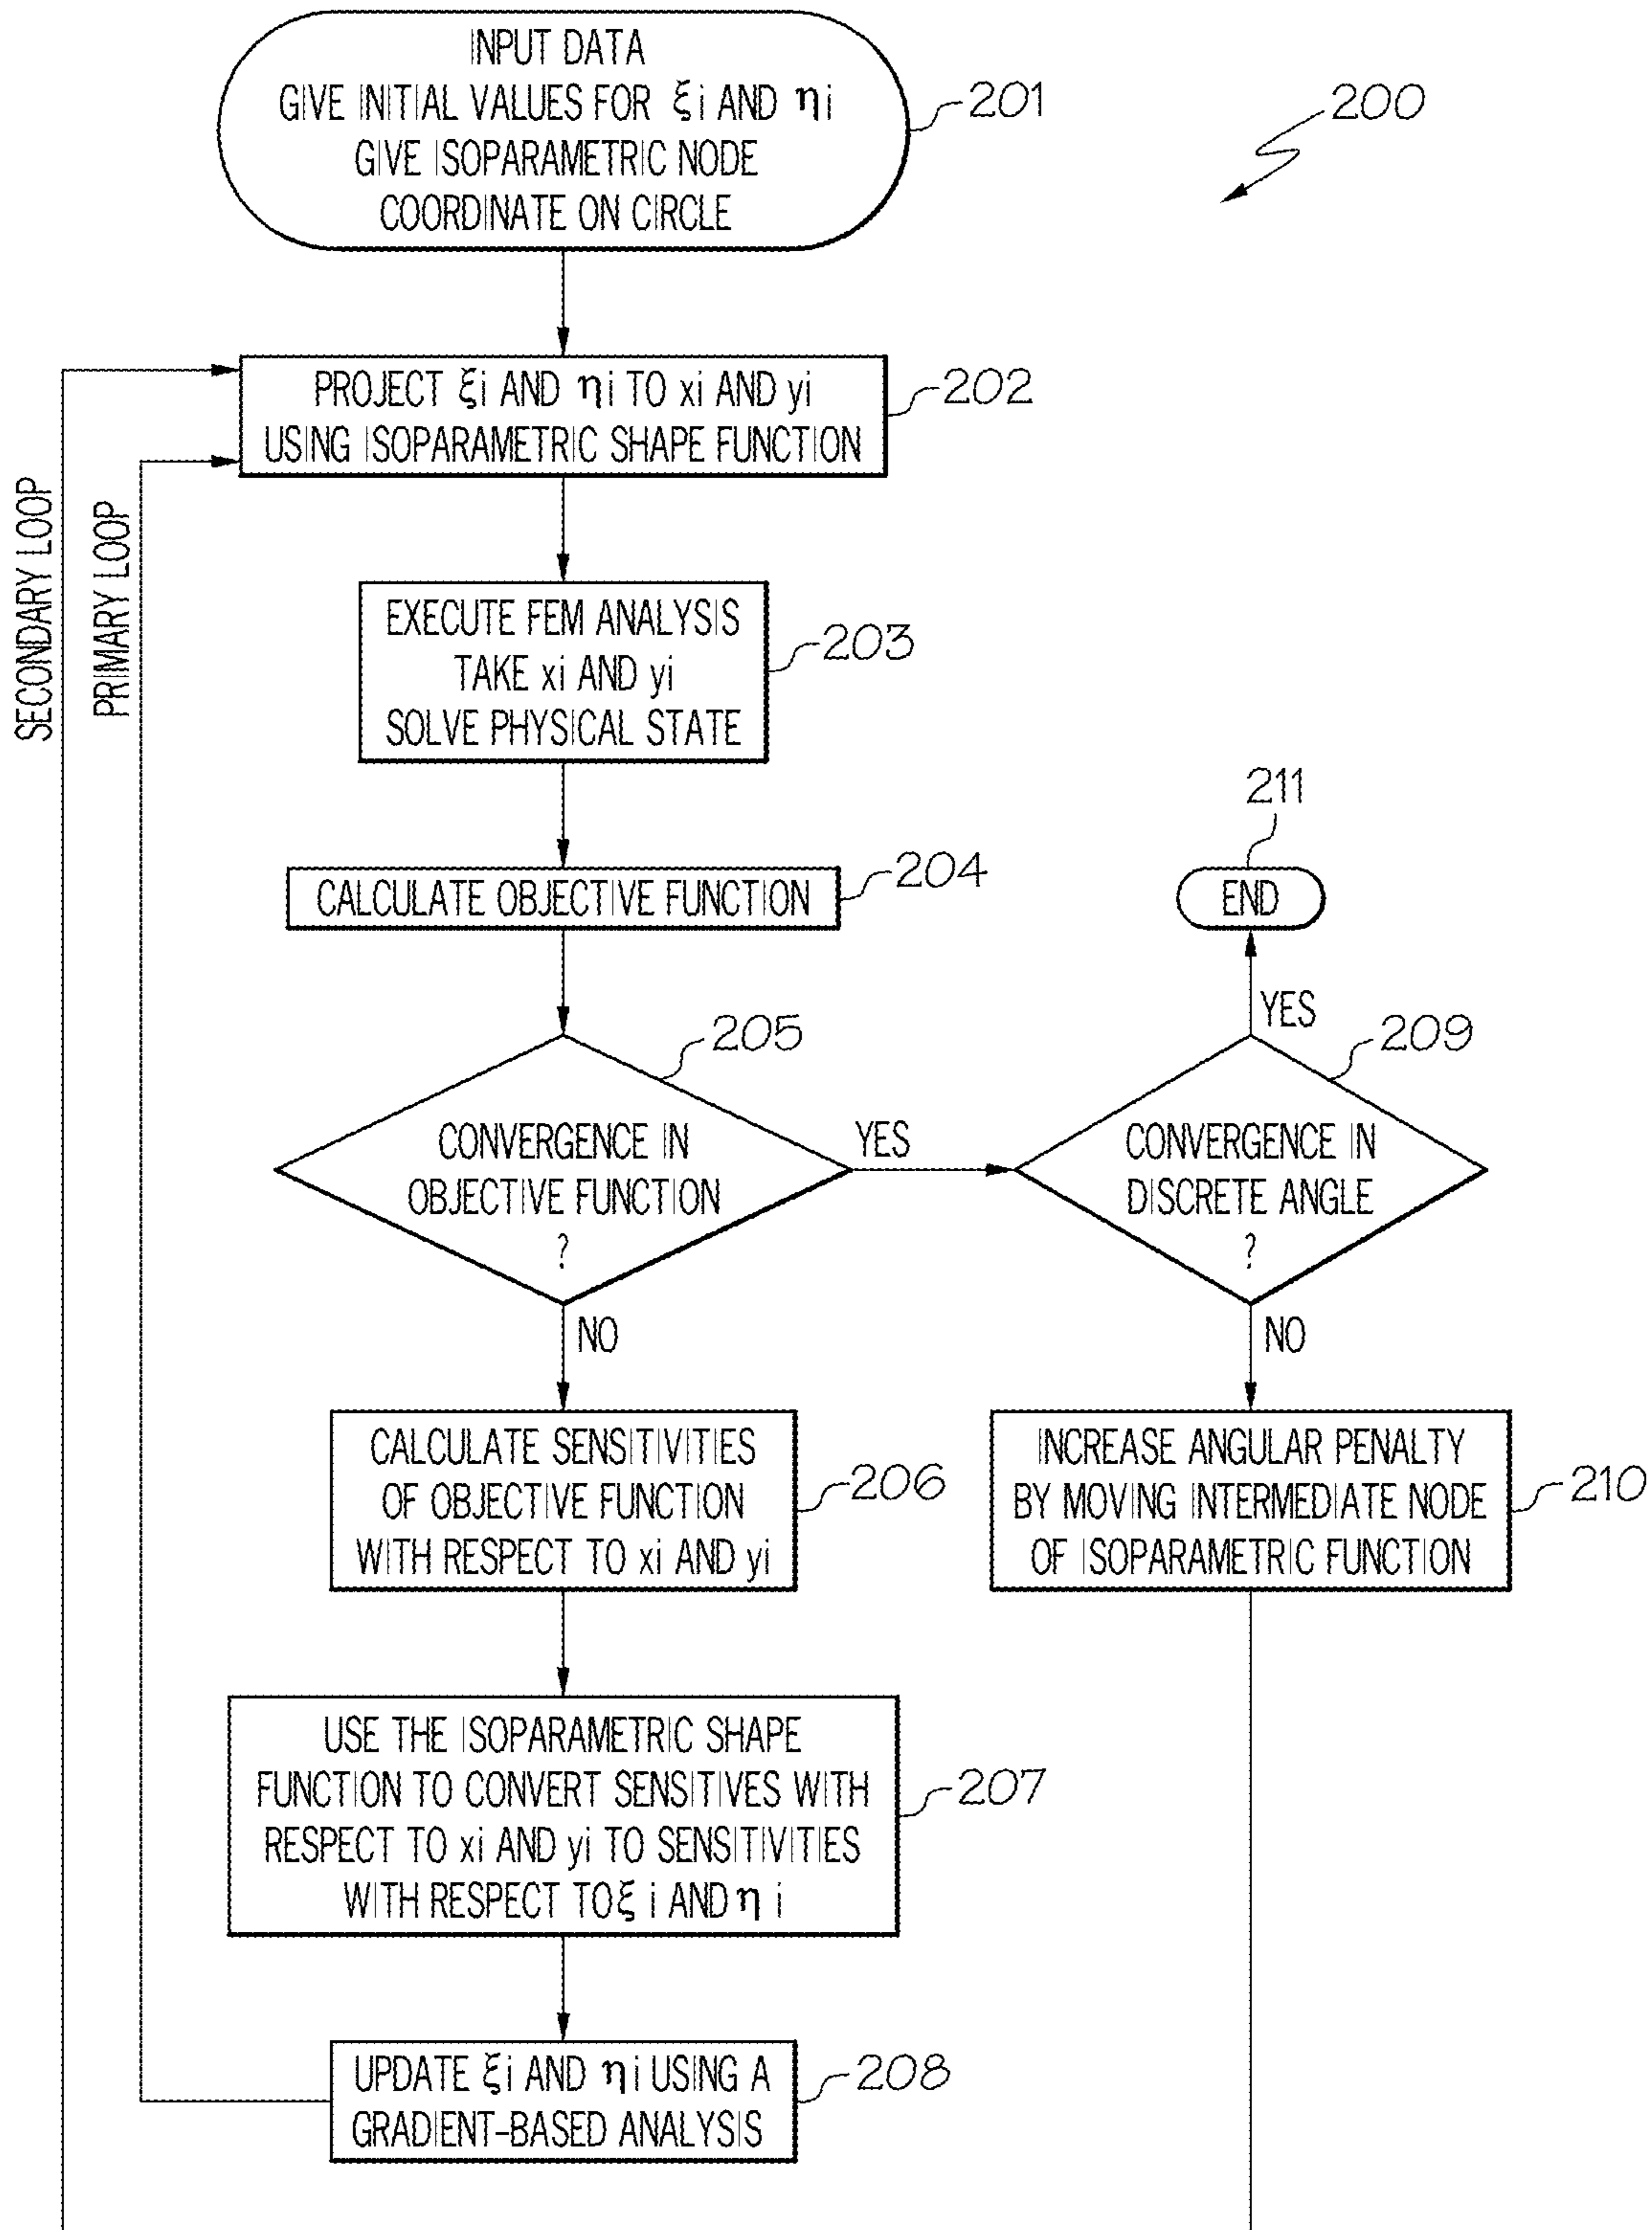 INPUT DATA
GIVE INITIAL VALUES FOR ξi AND ηi
GIVE ISOPARAMETRIC NODE
COORDINATE ON CIRCLE
201
200
PROJECT ξi AND ηi TO xi AND yi
USING ISOPARAMETRIC SHAPE FUNCTION
202
SECONDARY LOOP
PRIMARY LOOP
EXECUTE FEM ANALYSIS
TAKE xi AND yi
SOLVE PHYSICAL STATE
203
CALCULATE OBJECTIVE FUNCTION
204
211
END
YES
CONVERGENCE IN
OBJECTIVE FUNCTION
?
205
YES
CONVERGENCE IN
DISCRETE ANGLE
?
209
NO
NO
CALCULATE SENSITIVITIES
OF OBJECTIVE FUNCTION
WITH RESPECT TO xi AND yi
206
INCREASE ANGULAR PENALTY
BY MOVING INTERMEDIATE NODE
OF ISOPARAMETRIC FUNCTION
210
USE THE ISOPARAMETRIC SHAPE
FUNCTION TO CONVERT SENSITIVES WITH
RESPECT TO xi AND yi TO SENSITIVITIES
WITH RESPECT TO ξ i AND η i
207
UPDATE ξi AND ηi USING A
GRADIENT-BASED ANALYSIS
208